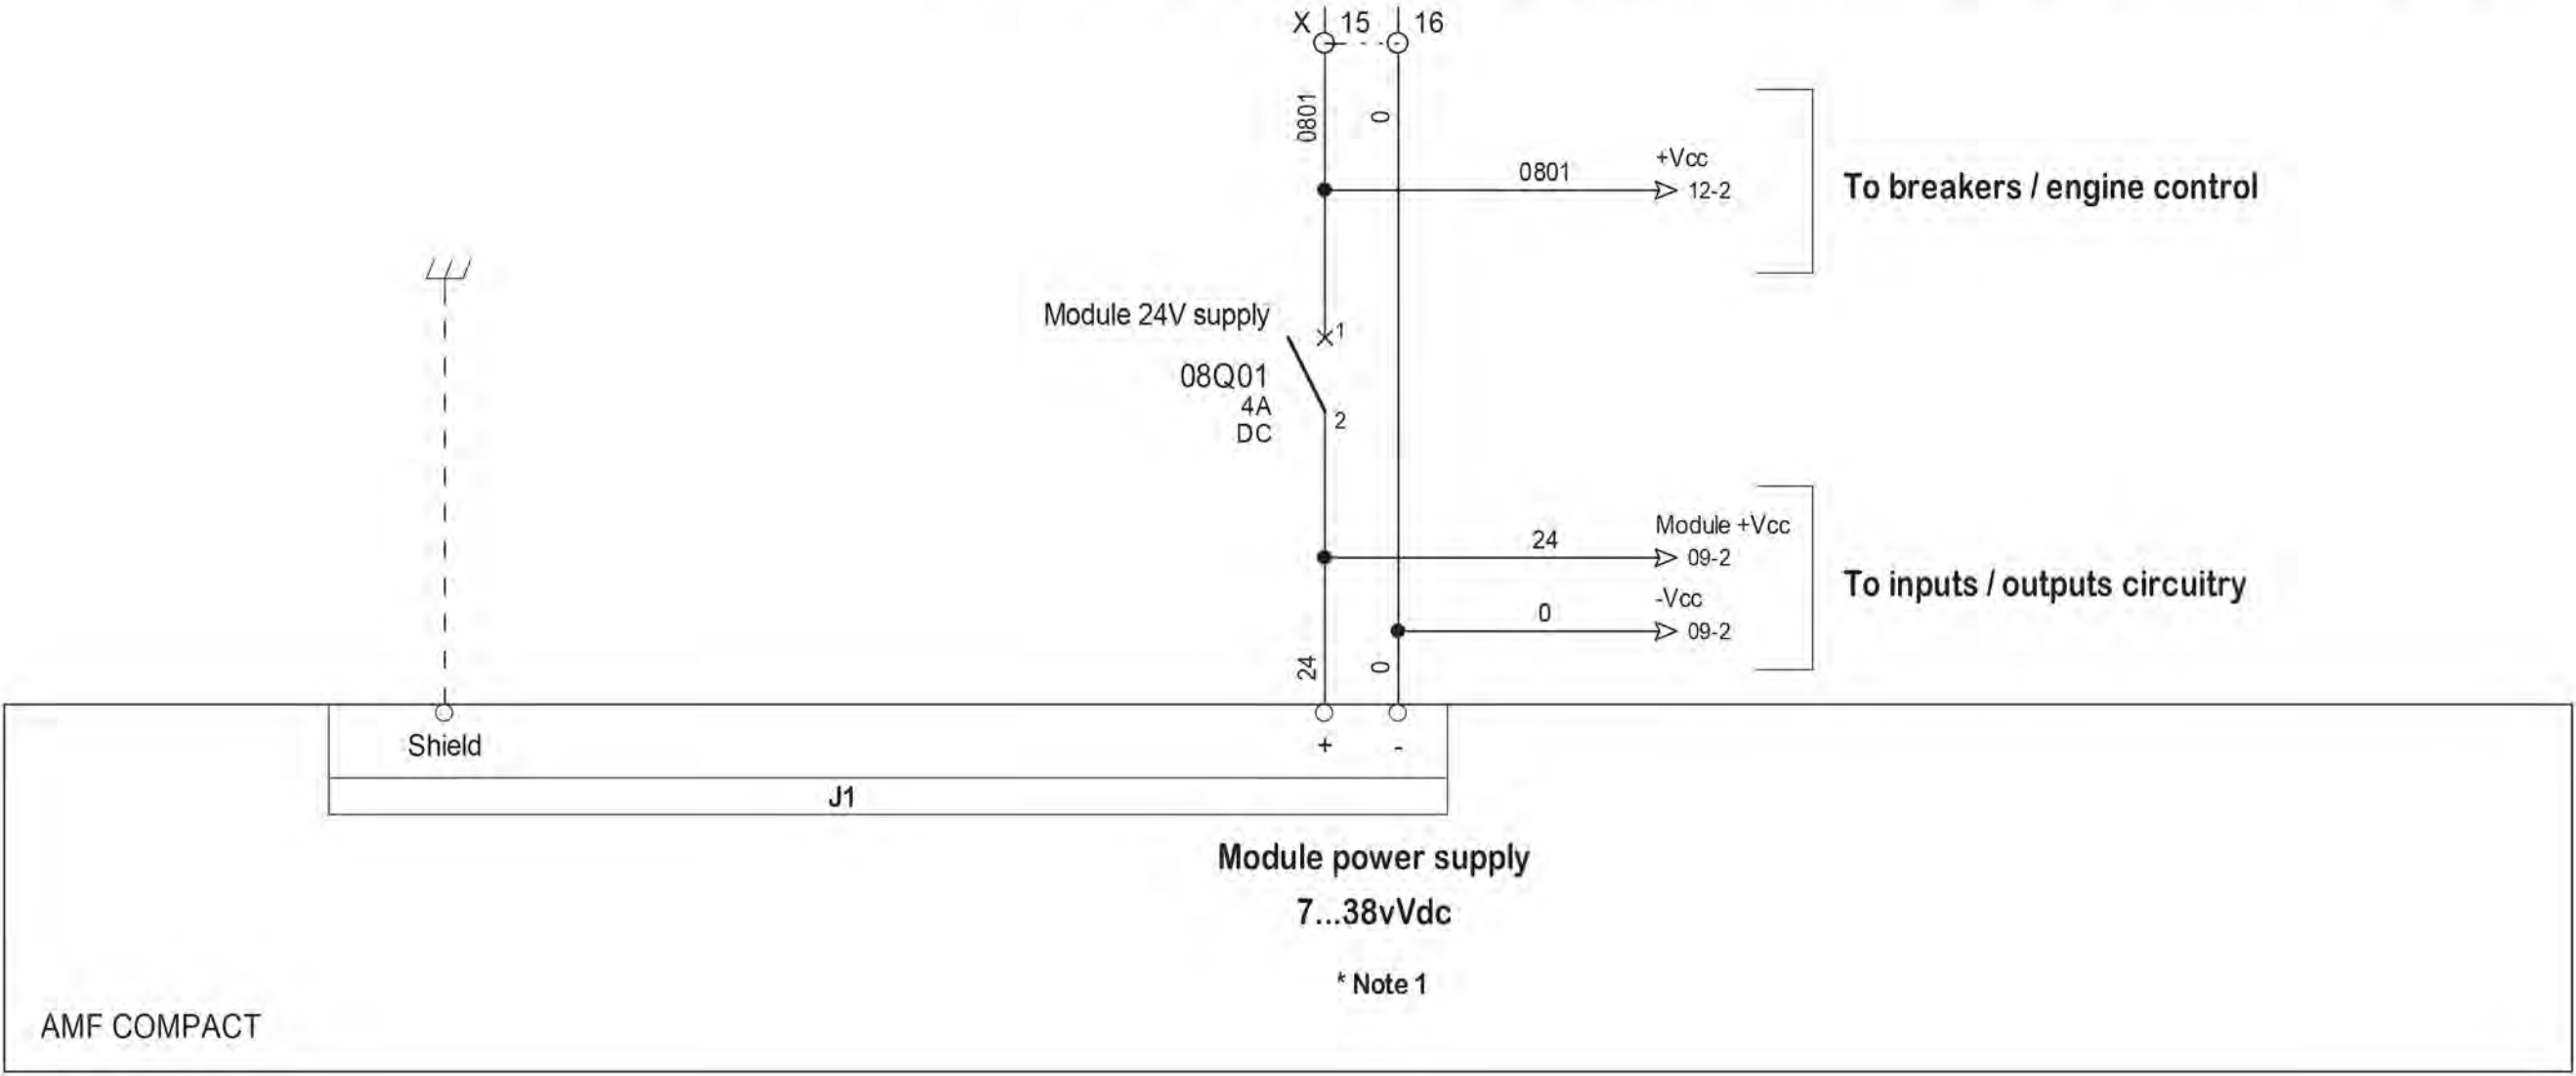 X 15 16
0801
0
+Vcc
0801
12-2
To breakers / engine control
Module 24V supply
1
08Q01
4A
2
DC
Module +Vcc
24
09-2
To inputs / outputs circuitry
-Vcc
0
09-2
24
0
Shield
+
-
J1
Module power supply
7...38vVdc
* Note 1
AMF COMPACT